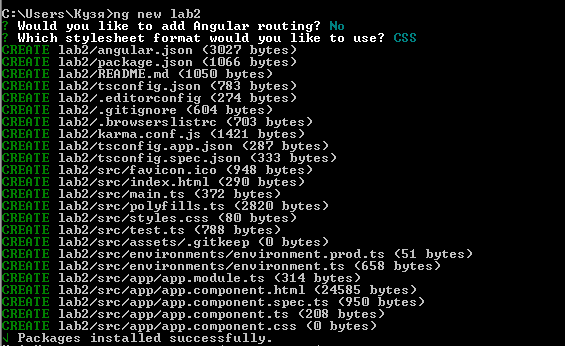 C:\Users\Кузя>ng new lab2
? Would you like to add Angular routing? No
? Which stylesheet format would you like to use? CSS
CREATE lab2/angular.json (3027 bytes)
CREATE lab2/package.json (1066 bytes)
CREATE lab2/README.md (1050 bytes)
CREATE lab2/tsconfig.json (783 bytes)
CREATE lab2/.editorconfig (274 bytes)
CREATE lab2/.gitignore (604 bytes)
CREATE lab2/.browserslistrc (703 bytes)
CREATE lab2/karma.conf.js (1421 bytes)
CREATE lab2/tsconfig.app.json (287 bytes)
CREATE lab2/tsconfig.spec.json (333 bytes)
CREATE lab2/src/favicon.ico (948 bytes)
CREATE lab2/src/index.html (290 bytes)
CREATE lab2/src/main.ts (372 bytes)
CREATE lab2/src/polyfills.ts (2820 bytes)
CREATE lab2/src/styles.css (80 bytes)
CREATE lab2/src/test.ts (788 bytes)
CREATE lab2/src/assets/.gitkeep (0 bytes)
CREATE lab2/src/environments/environment.prod.ts (51 bytes)
CREATE lab2/src/environments/environment.ts (658 bytes)
CREATE lab2/src/app/app.module.ts (314 bytes)
CREATE lab2/src/app/app.component.html (24585 bytes)
CREATE lab2/src/app/app.component.spec.ts (950 bytes)
CREATE lab2/src/app/app.component.ts (208 bytes)
CREATE lab2/src/app/app.component.css (0 bytes)
√ Packages installed successfully.